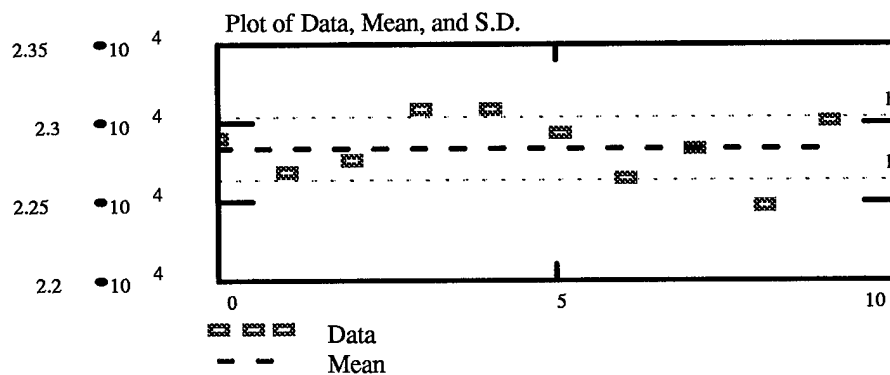 Plot of Data, Mean, and S.D.
2.35 •10 4
2.3 •10 4
2.25 •10 4
2.2 •10 4
0 5 10
Data
Mean